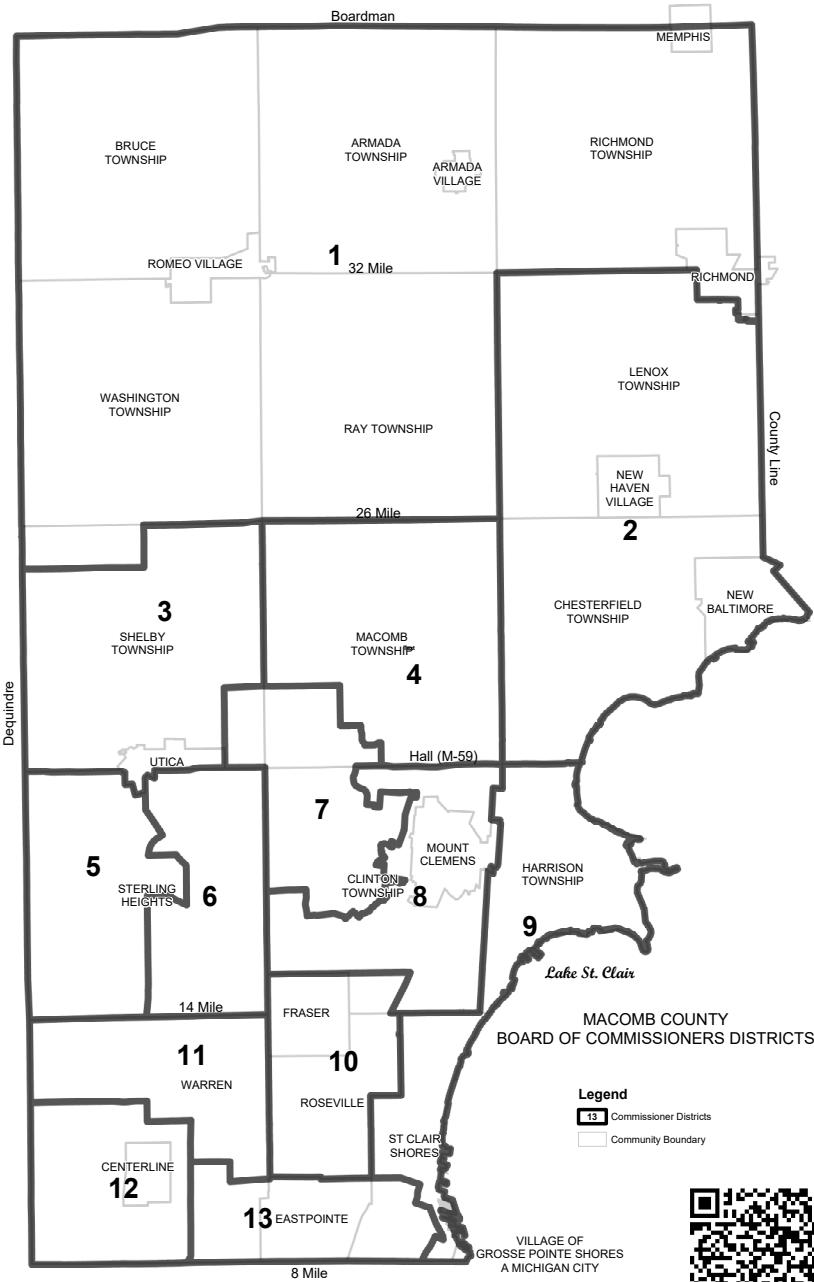 Boardman
MEMPHIS
BRUCE
TOWNSHIP
ARMADA
TOWNSHIP
RICHMOND
TOWNSHIP
ARMADA
VILLAGE
1
ROMEO VILLAGE
32 Mile
RICHMOND
WASHINGTON
TOWNSHIP
RAY TOWNSHIP
LENOX
TOWNSHIP
County Line
NEW
HAVEN
VILLAGE
26 Mile
2
3
SHELBY
TOWNSHIP
MACOMB
TOWNSHIP
4
CHESTERFIELD
TOWNSHIP
NEW
BALTIMORE
Dequindre
UTICA
Hall (M-59)
7
5
STERLING
HEIGHTS
6
MOUNT
CLEMENS
CLINTON
TOWNSHIP
8
HARRISON
TOWNSHIP
9
Lake St. Clair
14 Mile
FRASER
MACOMB COUNTY
BOARD OF COMMISSIONERS DISTRICTS
11
WARREN
10
ROSEVILLE
Legend
13 Commissioner Districts
Community Boundary
ST CLAIR
SHORES
CENTERLINE
12
13
EASTPOINTE
VILLAGE OF
GROSSE POINTE SHORES
A MICHIGAN CITY
8 Mile